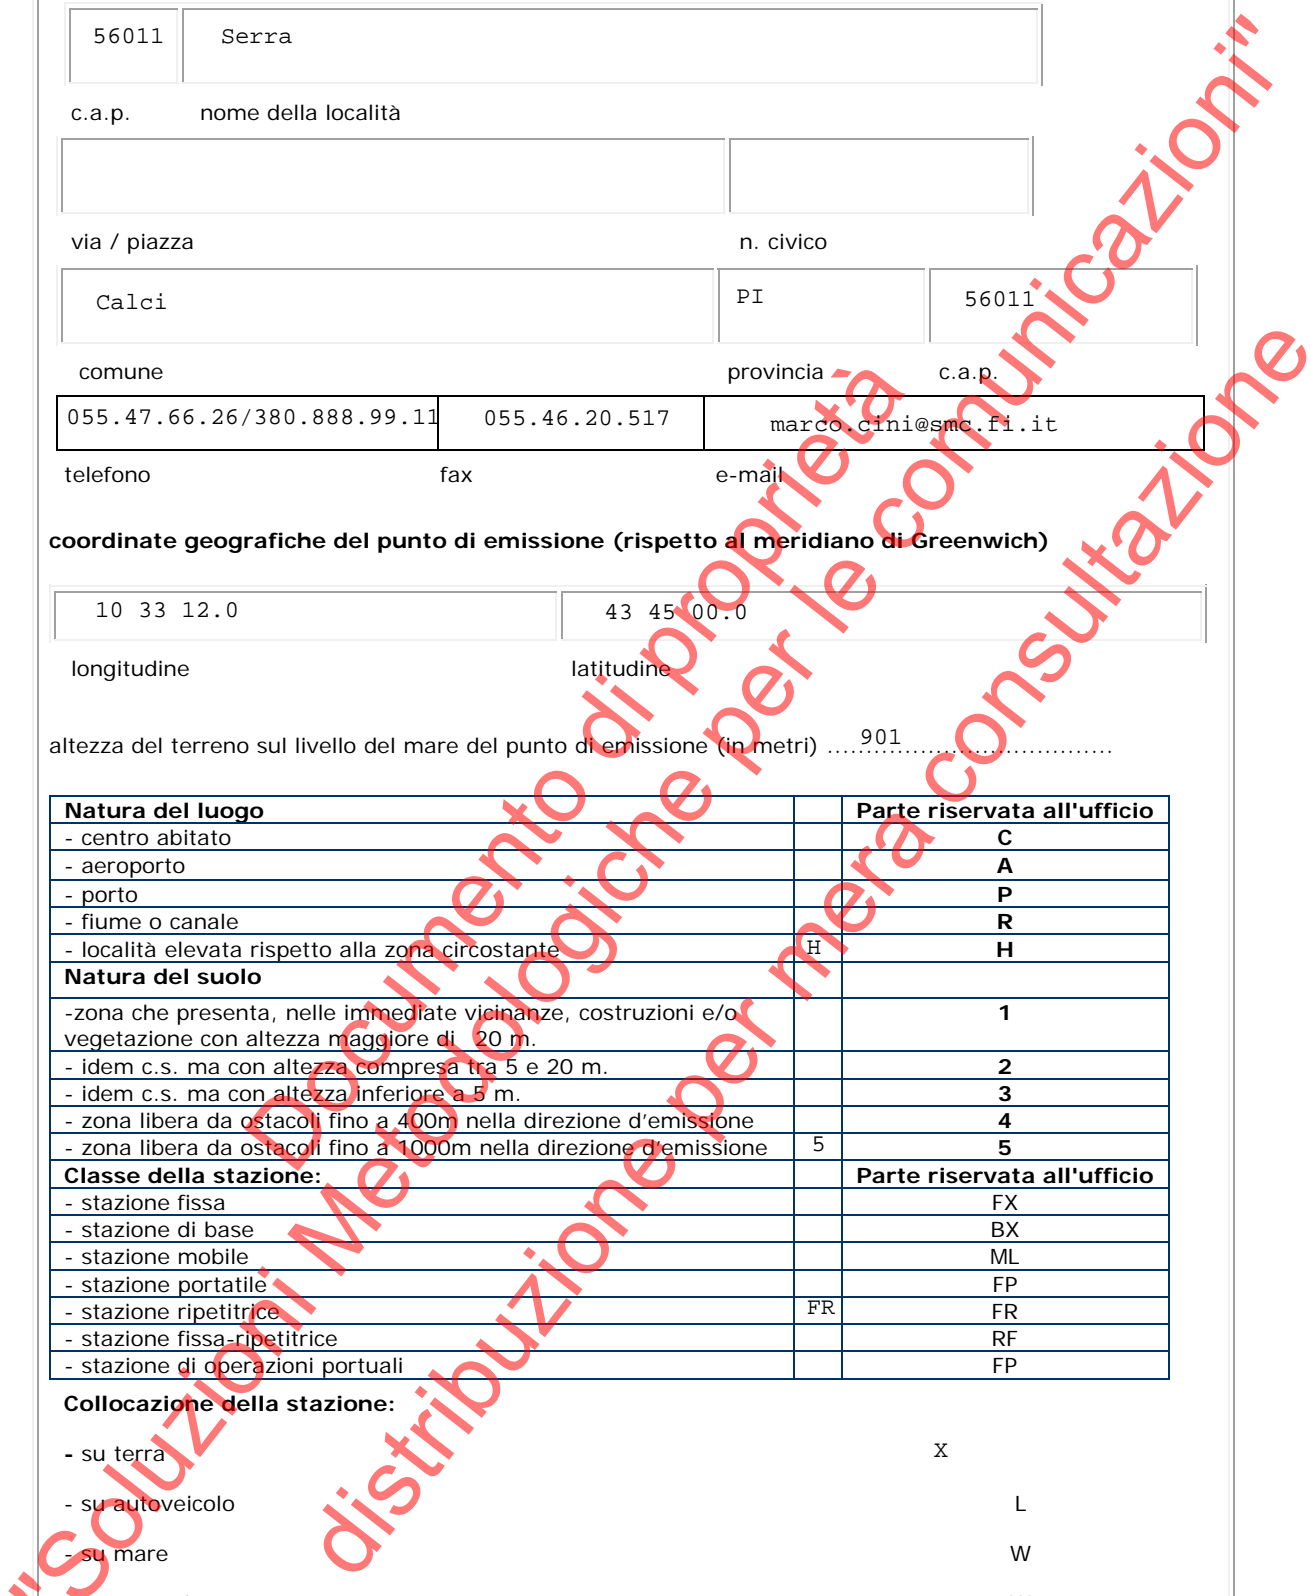 56011 Serra
c.a.p. nome della località
via / piazza n. civico
Calci PI 56011
comune provincia c.a.p.
055.47.66.26/380.888.99.11 055.46.20.517 marco.cini@smc.fi.it
telefono fax e-mail
coordinate geografiche del punto di emissione (rispetto al meridiano di Greenwich)
10 33 12.0 43 45 00.0
longitudine latitudine
altezza del terreno sul livello del mare del punto di emissione (in metri) .....901.....................................
Natura del luogo Parte riservata all'ufficio
- centro abitato C
- aeroporto A
- porto P
- fiume o canale R
- località elevata rispetto alla zona circostante H H
Natura del suolo
-zona che presenta, nelle immediate vicinanze, costruzioni e/o 1
vegetazione con altezza maggiore di 20 m.
- idem c.s. ma con altezza compresa tra 5 e 20 m. 2
- idem c.s. ma con altezza inferiore a 5 m. 3
- zona libera da ostacoli fino a 400m nella direzione d'emissione 4
- zona libera da ostacoli fino a 1000m nella direzione d'emissione 5 5
Classe della stazione: Parte riservata all'ufficio
- stazione fissa FX
- stazione di base BX
- stazione mobile ML
- stazione portatile FP
- stazione ripetitrice FR FR
- stazione fissa-ripetitrice RF
- stazione di operazioni portuali FP
Collocazione della stazione:
- su terra X
- su autoveicolo L
- su mare W
Documento di proprietà
"Soluzioni Metodologiche per le comunicazioni"
distribuzione per mera consultazione